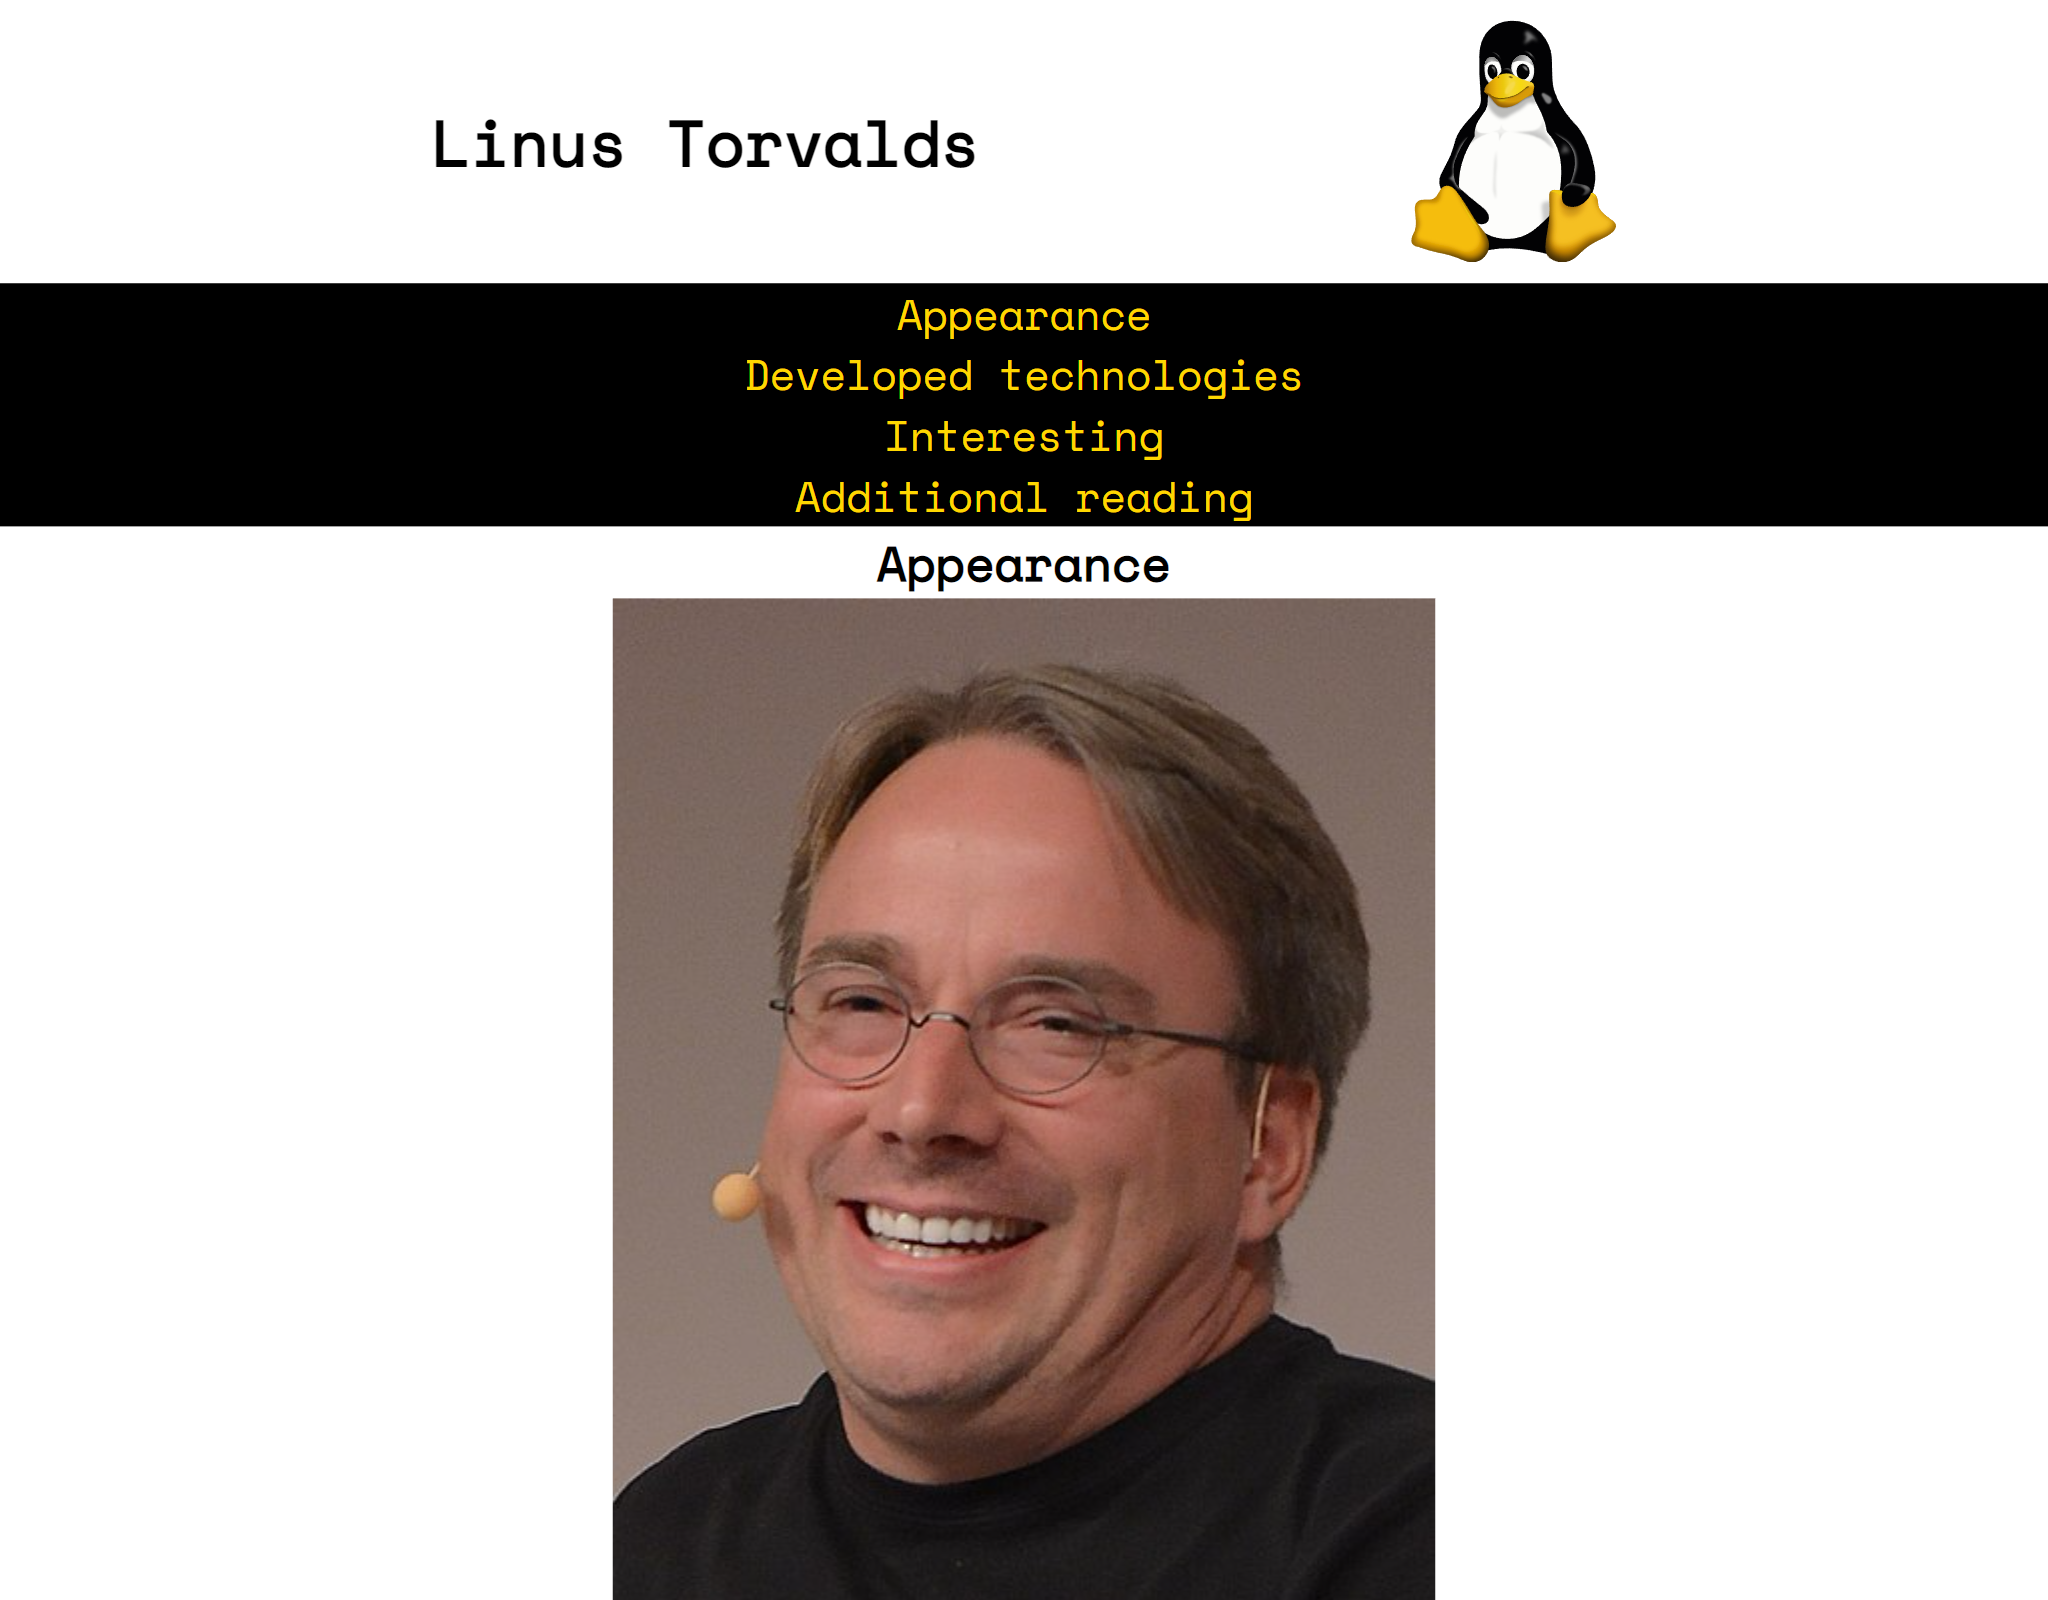 Linus Torvalds
Appearance
Developed technologies
Interesting
Additional reading
Appearance